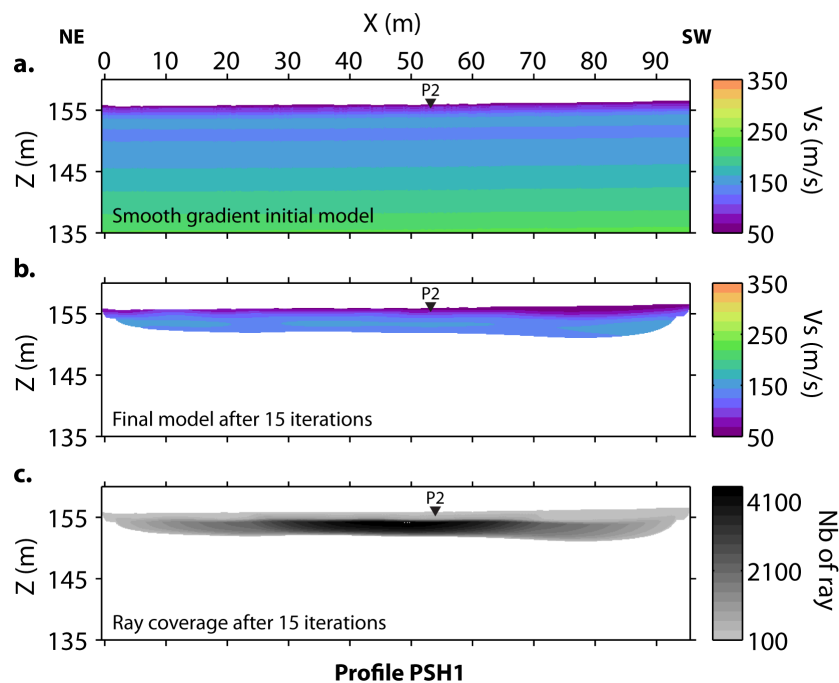 X (m)
NE
SW
0 10 20 30 40 50 60 70 80 90
a.
P2
155
145
135
Z (m)
Smooth gradient initial model
350
250
150
50
Vs (m/s)
b.
P2
155
145
135
Z (m)
Final model after 15 iterations
350
250
150
50
Vs (m/s)
c.
P2
155
145
135
Z (m)
Ray coverage after 15 iterations
4100
2100
100
Nb of ray
Profile PSH1